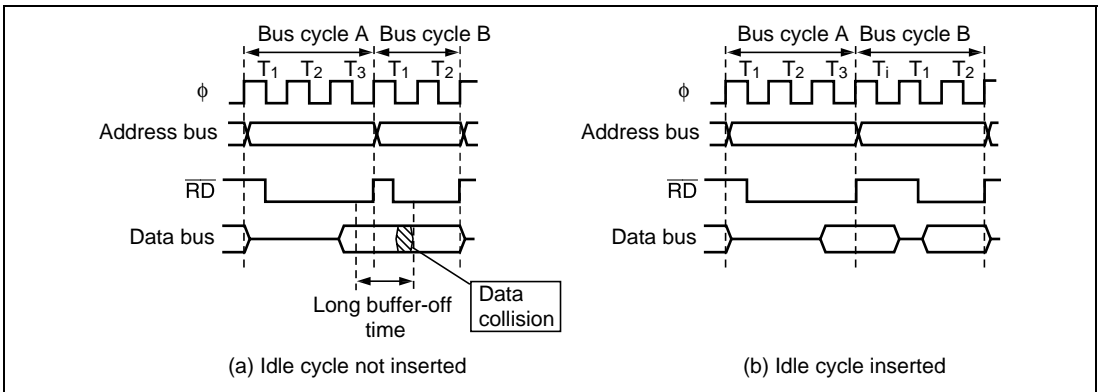 Bus cycle A Bus cycle B
T1 T2 T3 T1 T2
φ
Address bus
RD
Data bus
Long buffer-off
time
Data
collision
(a) Idle cycle not inserted
Bus cycle A Bus cycle B
T1 T2 T3 Ti T1 T2
φ
Address bus
RD
Data bus
(b) Idle cycle inserted